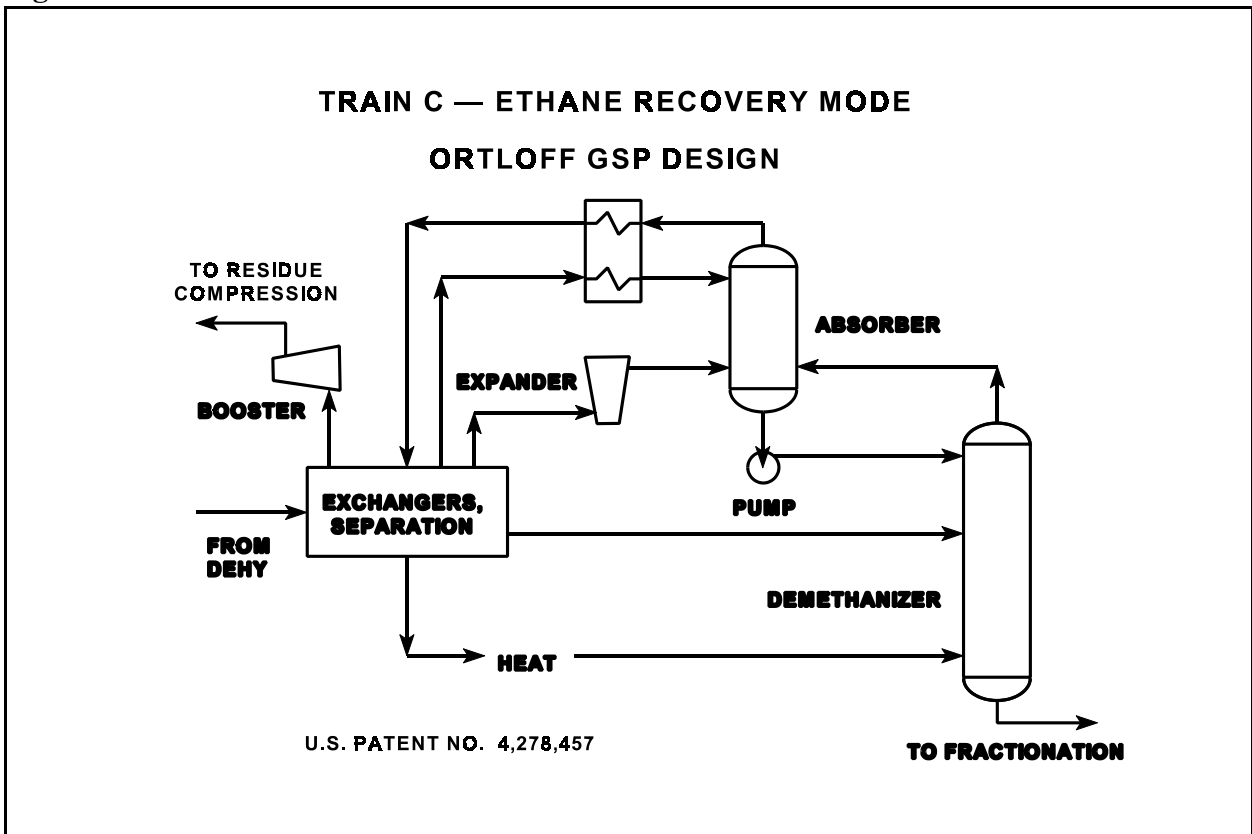 TRAIN C — ETHANE RECOVERY MODE
ORTLOFF GSP DESIGN
TO RESIDUE
COMPRESSION
ABSORBER
EXPANDER
BOOSTER
EXCHANGERS,
SEPARATION
PUMP
FROM
DEHY
DEMETHANIZER
HEAT
U.S. PATENT NO. 4,278,457
TO FRACTIONATION